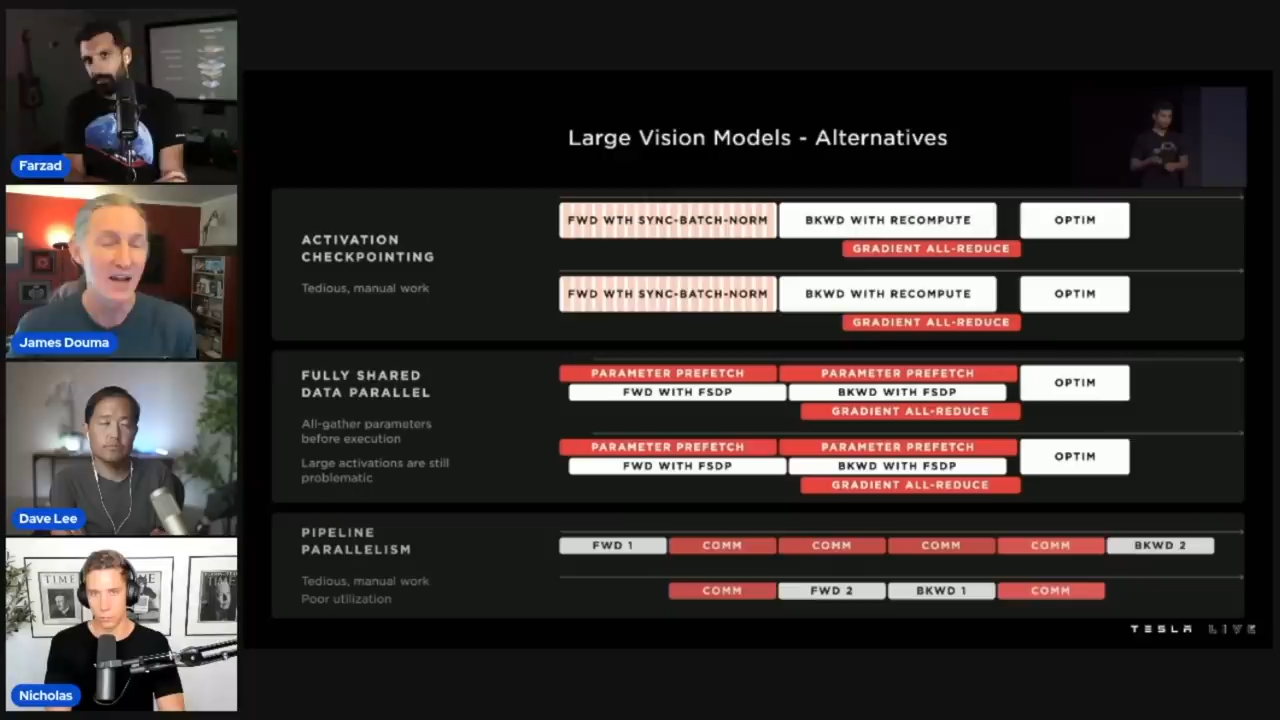 Farzad
James Douma
Dave Lee
TIME
TIME
Nicholas
Large Vision Models - Alternatives
ACTIVATION
CHECKPOINTING
Tedious, manual work
FWD WTH SYNC-BATCH-NORM
BKWD WITH RECOMPUTE
OPTIM
GRADIENT ALL-REDUCE
FWD WTH SYNC-BATCH-NORM
BKWD WITH RECOMPUTE
OPTIM
GRADIENT ALL-REDUCE
FULLY SHARED
DATA PARALLEL
All-gather parameters
before execution
Large activations are still
problematic
PARAMETER PREFETCH
PARAMETER PREFETCH
OPTIM
FWD WITH FSDP
BKWD WITH FSDP
GRADIENT ALL-REDUCE
PARAMETER PREFETCH
PARAMETER PREFETCH
OPTIM
FWD WITH FSDP
BKWD WITH FSDP
GRADIENT ALL-REDUCE
PIPELINE
PARALLELISM
Tedious, manual work
Poor utilization
FWD 1
COMM
COMM
COMM
COMM
BKWD 2
COMM
FWD 2
BKWD 1
COMM
TESLA LIVE